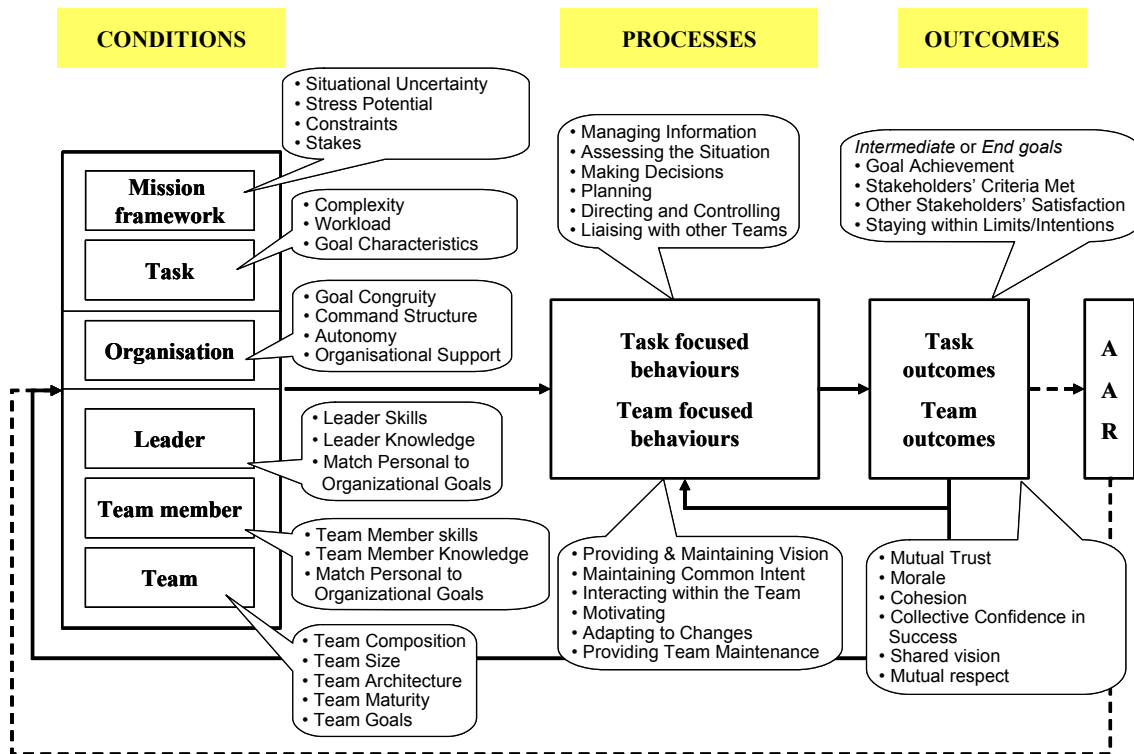 CONDITIONS
PROCESSES
OUTCOMES
• Situational Uncertainty
• Stress Potential
• Constraints
• Stakes
Mission
framework
• Complexity
• Workload
• Goal Characteristics
Task
• Goal Congruity
• Command Structure
• Autonomy
• Organisational Support
Organisation
• Leader Skills
• Leader Knowledge
• Match Personal to
Organizational Goals
Leader
Team member
• Team Member skills
• Team Member Knowledge
• Match Personal to
Organizational Goals
Team
• Team Composition
• Team Size
• Team Architecture
• Team Maturity
• Team Goals
• Managing Information
• Assessing the Situation
• Making Decisions
• Planning
• Directing and Controlling
• Liaising with other Teams
Task focused
behaviours
Team focused
behaviours
• Providing & Maintaining Vision
• Maintaining Common Intent
• Interacting within the Team
• Motivating
• Adapting to Changes
• Providing Team Maintenance
Intermediate or End goals
• Goal Achievement
• Stakeholders' Criteria Met
• Other Stakeholders' Satisfaction
• Staying within Limits/Intentions
Task
outcomes
Team
outcomes
• Mutual Trust
• Morale
• Cohesion
• Collective Confidence in
Success
• Shared vision
• Mutual respect
A
A
R